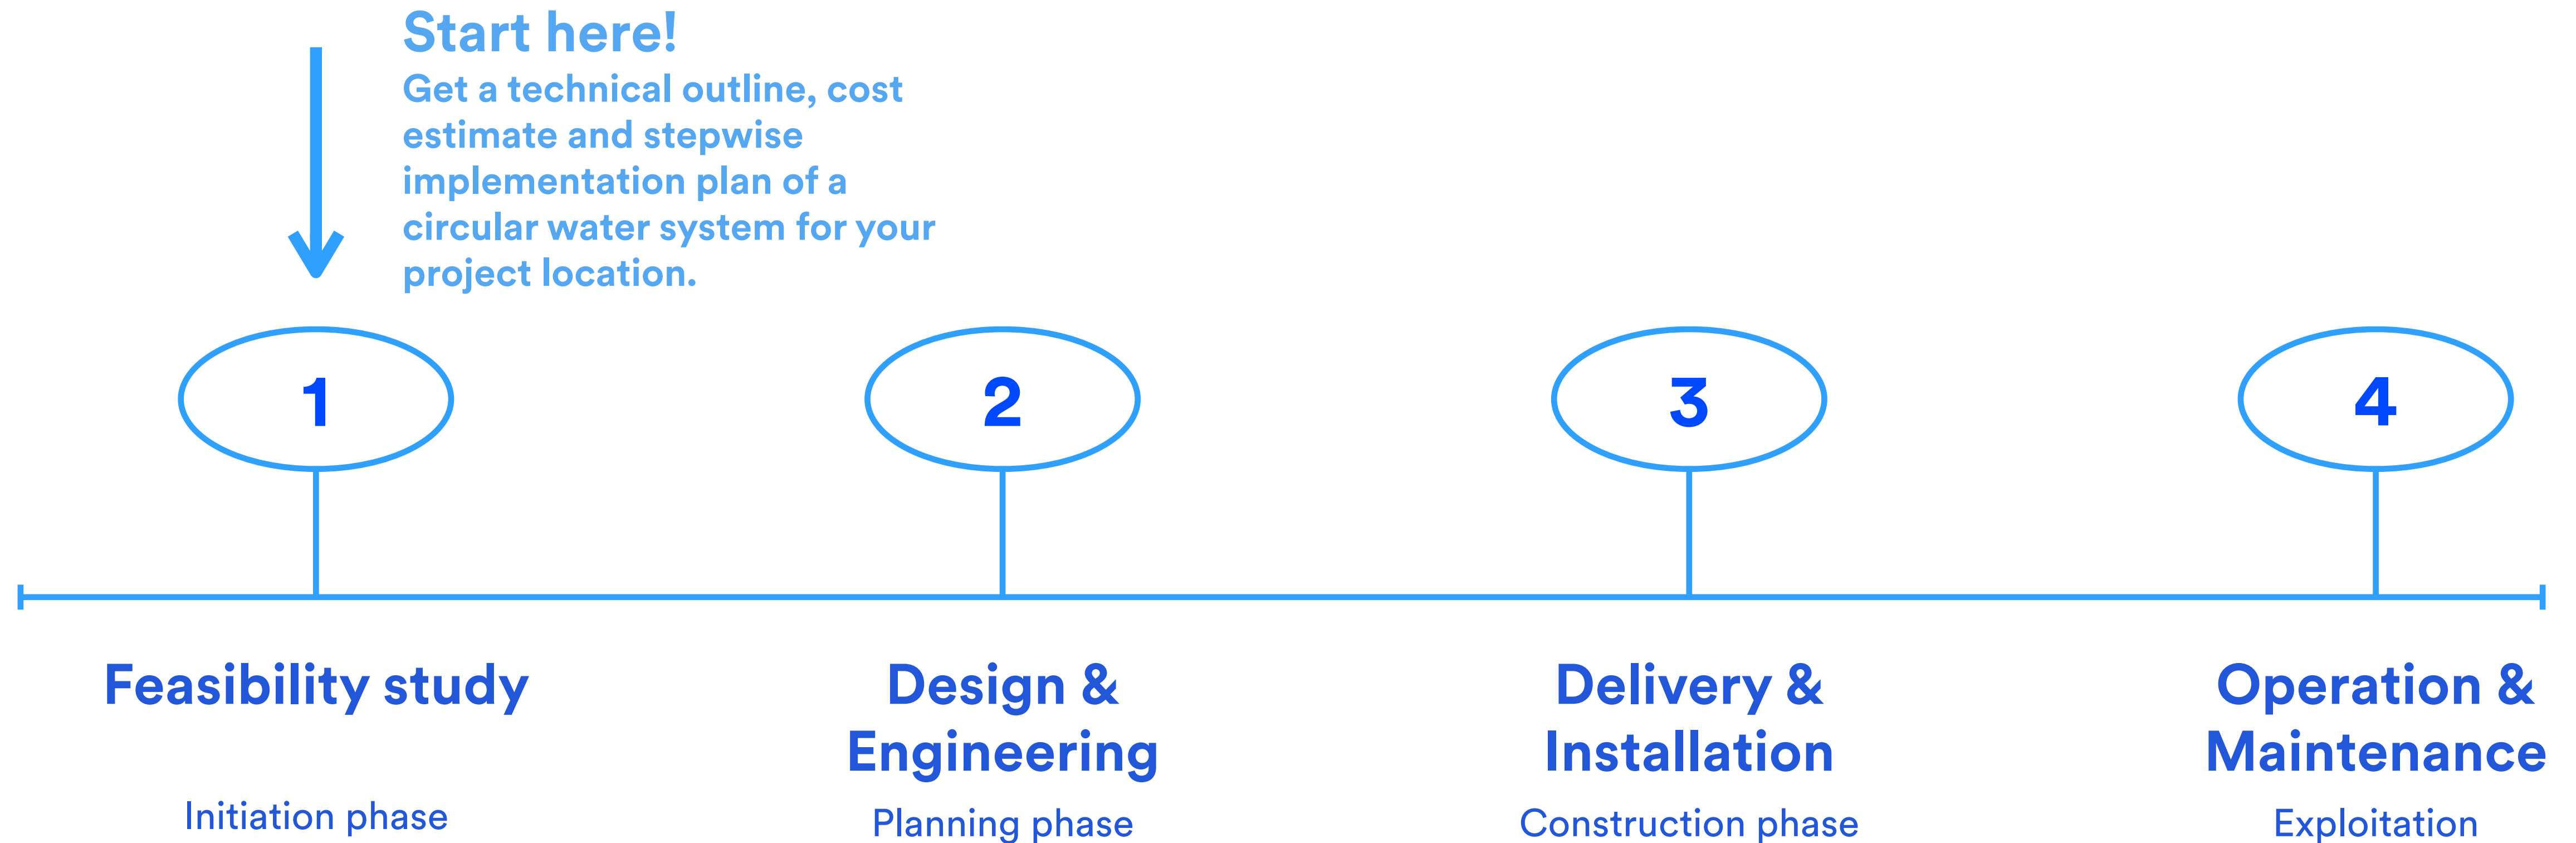 Start here!
Get a technical outline, cost
estimate and stepwise
implementation plan of a
circular water system for your
project location.
1
2
3
4
Feasibility study
Initiation phase
Design &
Engineering
Planning phase
Delivery &
Installation
Construction phase
Operation &
Maintenance
Exploitation